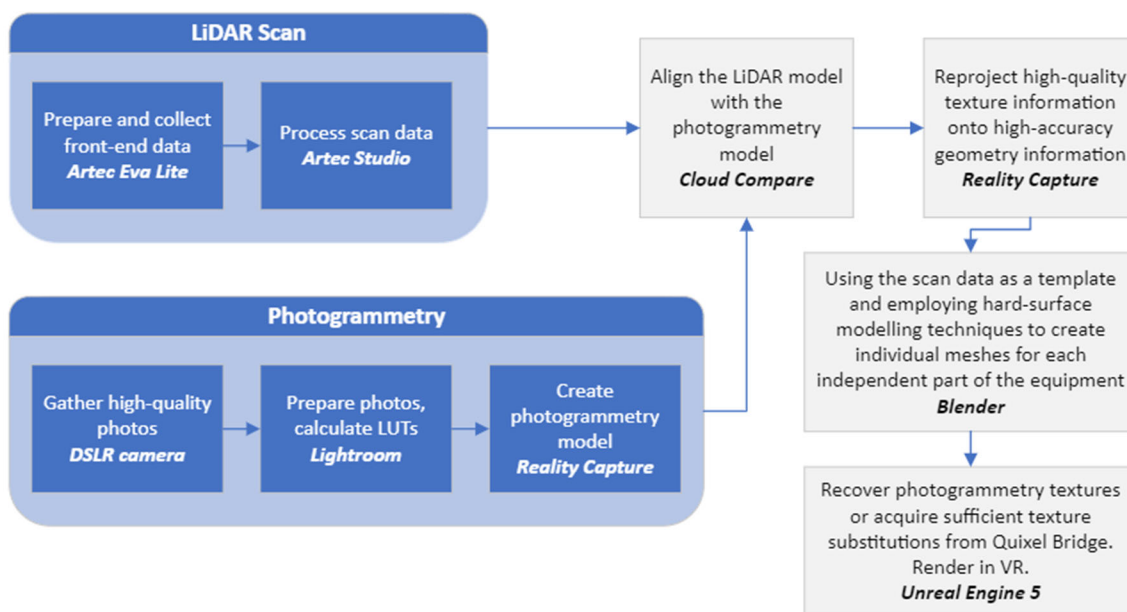 LiDAR Scan
Prepare and collect
front-end data
Artec Eva Lite
Process scan data
Artec Studio
Align the LiDAR model
with the
photogrammetry
model
Cloud Compare
Reproject high-quality
texture information
onto high-accuracy
geometry information
Reality Capture
Photogrammetry
Gather high-quality
photos
DSLR camera
Prepare photos,
calculate LUTs
Lightroom
Create
photogrammetry
model
Reality Capture
Using the scan data as a template
and employing hard-surface
modelling techniques to create
individual meshes for each
independent part of the equipment
Blender
Recover photogrammetry textures
or acquire sufficient texture
substitutions from Quixel Bridge.
Render in VR.
Unreal Engine 5